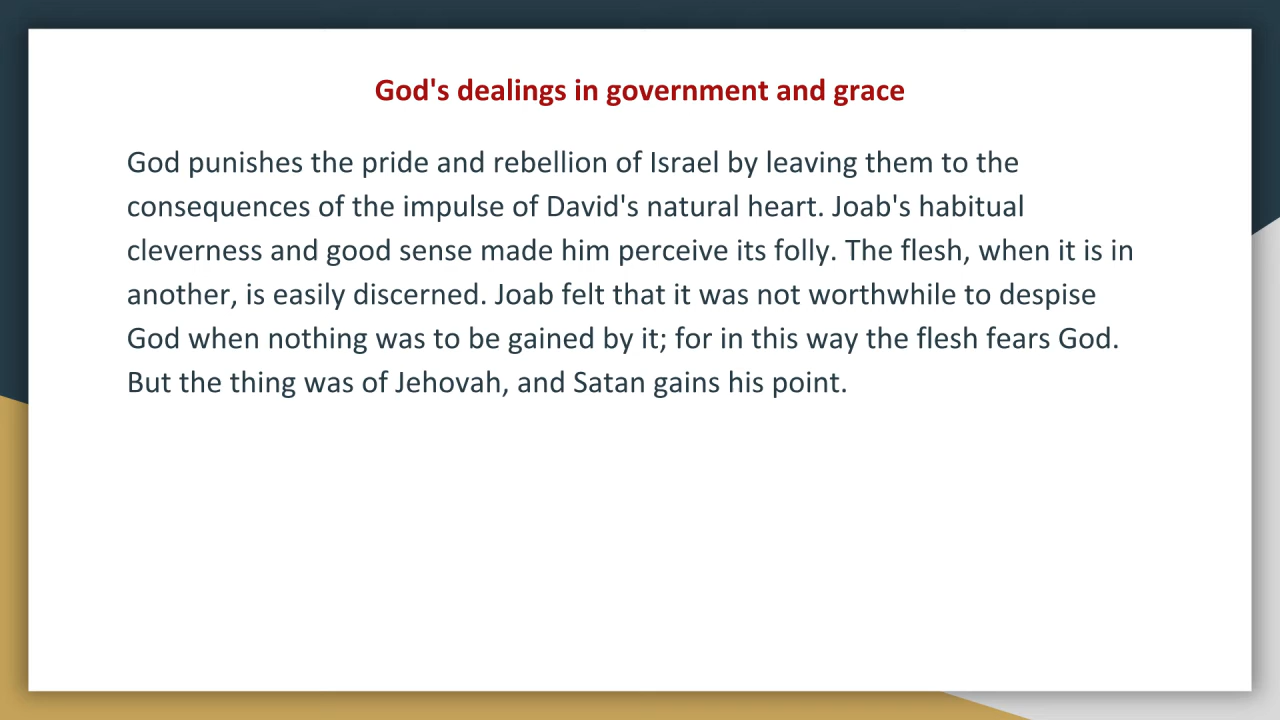 God's dealings in government and grace
God punishes the pride and rebellion of Israel by leaving them to the
consequences of the impulse of David's natural heart. Joab's habitual
cleverness and good sense made him perceive its folly. The flesh, when it is in
another, is easily discerned. Joab felt that it was not worthwhile to despise
God when nothing was to be gained by it; for in this way the flesh fears God.
But the thing was of Jehovah, and Satan gains his point.